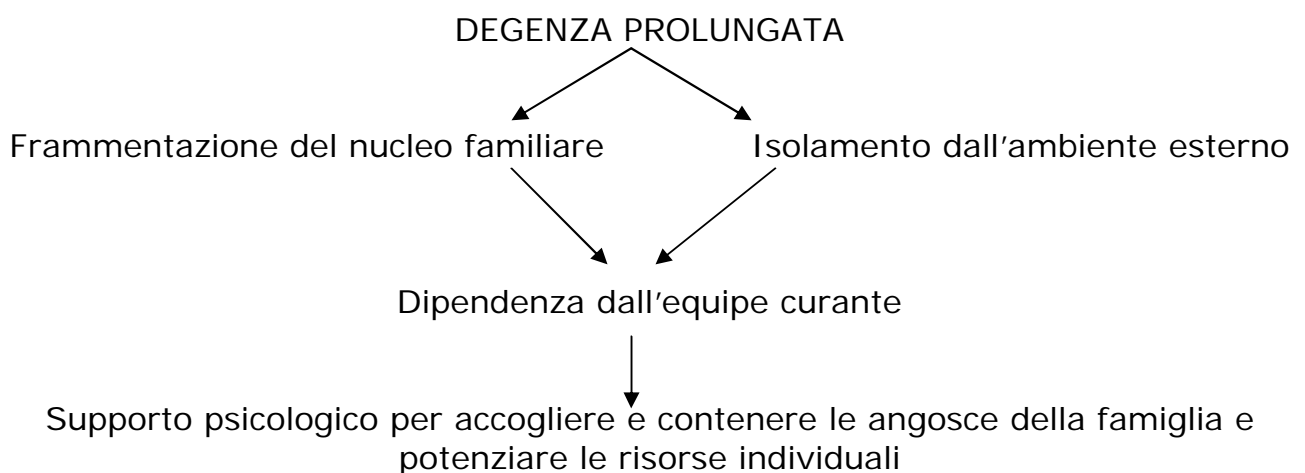 DEGENZA PROLUNGATA
Frammentazione del nucleo familiare
Isolamento dall'ambiente esterno
Dipendenza dall'equipe curante
Supporto psicologico per accogliere e contenere le angosce della famiglia e
potenziare le risorse individuali